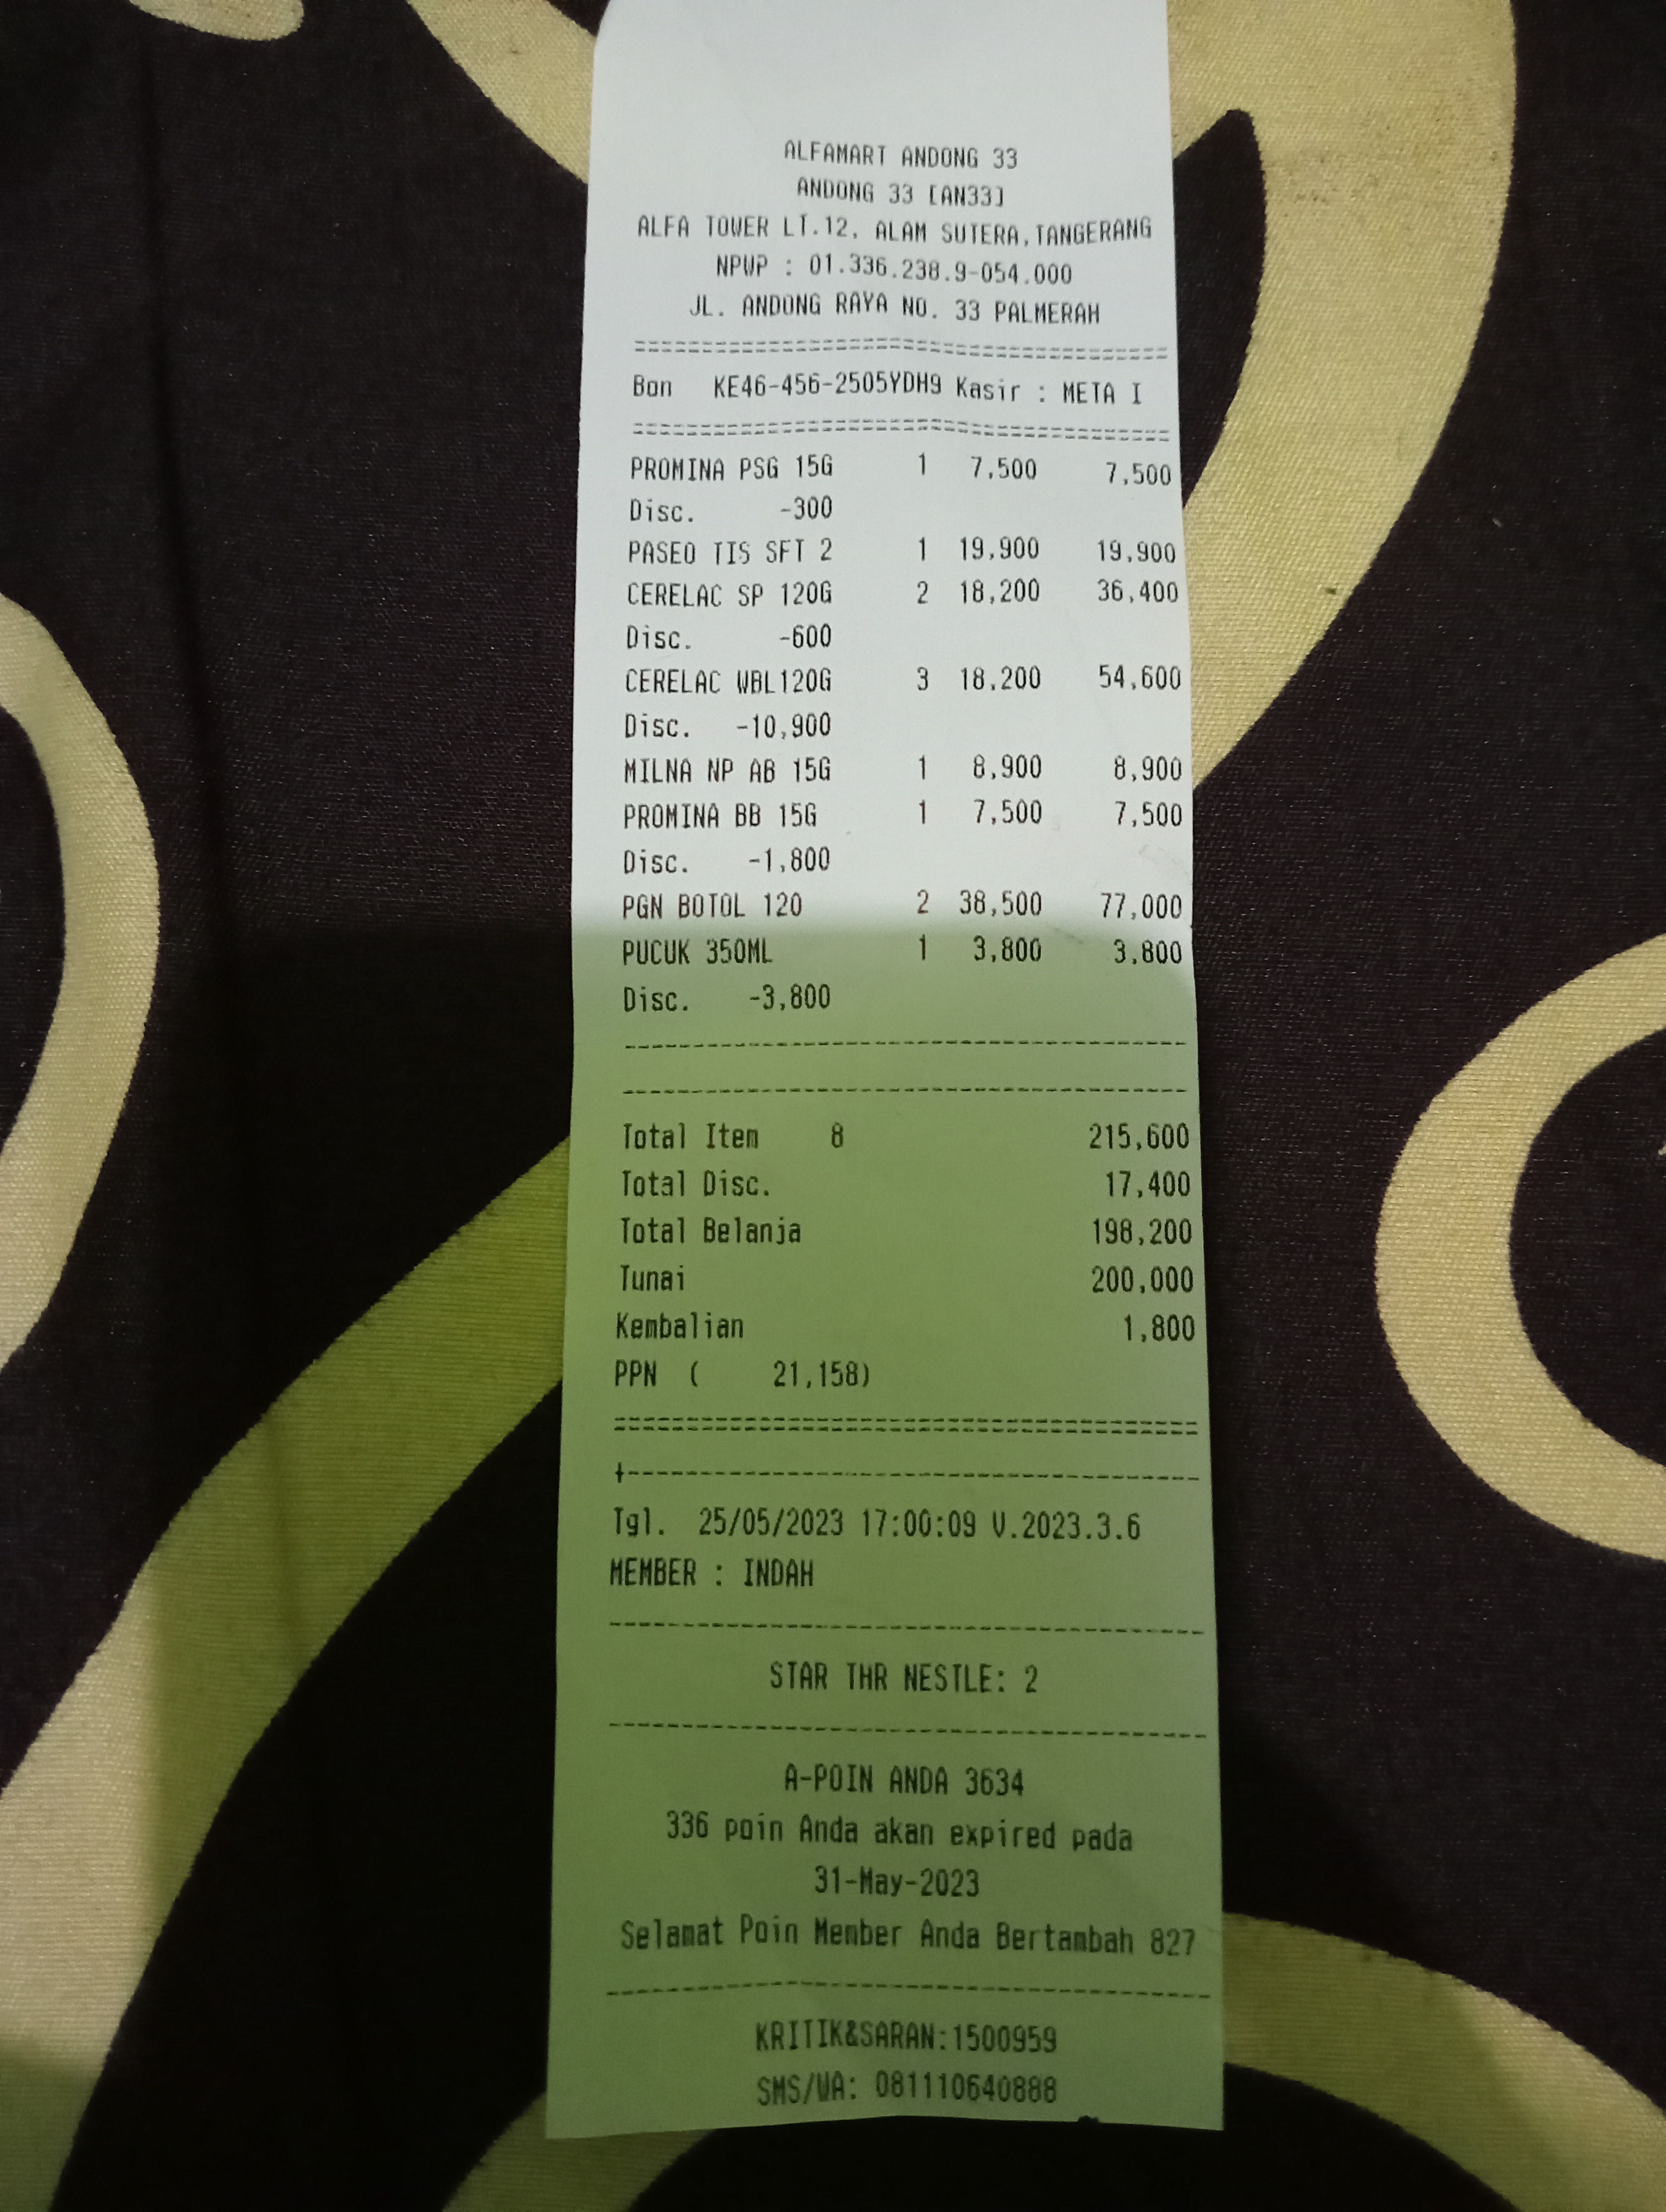 ALFAMART ANDONG 33
ANDONG 33 [AN33]
ALFA TOWER LT.12, ALAM SUTERA,TANGERANG
NPWP : 01.336.238.9-054.000
JL. ANDONG RAYA NO. 33 PALMERAH
Bon KE46-456-2505YDH9 Kasir : META I
PROMINA PSG 15G 1 7,500 7,500
Disc. -300
PASEO TIS SFT 2 1 19,900 19,900
CERELAC SP 120G 2 18,200 36,400
Disc. -600
CERELAC WBL120G 3 18,200 54,600
Disc. -10,900
MILNA NP AB 15G 1 8,900 8,900
PROMINA BB 15G 1 7,500 7,500
Disc. -1,800
PGN BOTOL 120 2 38,500 77,000
PUCUK 350ML 1 3,800 3,800
Disc. -3,800
Total Item 8 215,600
Total Disc. 17,400
Total Belanja 198,200
Tunai 200,000
Kembalian 1,800
PPN ( 21,158)
Tgl. 25/05/2023 17:00:09 V.2023.3.6
MEMBER : INDAH
STAR THR NESTLE: 2
A-POIN ANDA 3634
336 poin Anda akan expired pada
31-May-2023
Selamat Poin Member Anda Bertambah 827
KRITIK&SARAN:1500959
SMS/WA: 081110640888